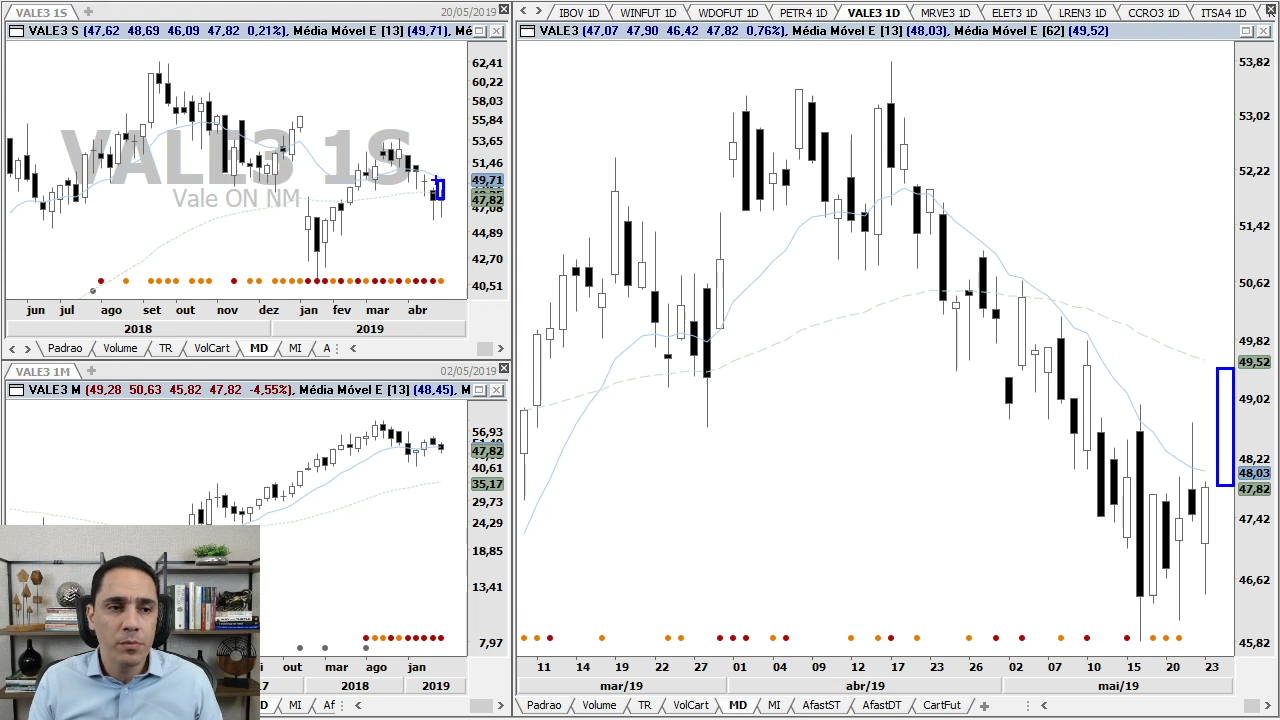 VALE3 1S
20/05/2019
VALE3 S (47,62 48,69 46,09 47,82 0,21%), Média Móvel E [13] (49,71), Mé
62,41
60,22
58,03
55,84
53,65
51,46
49,71
47,82
47,08
44,89
42,70
40,51
VALE3 1S
Vale ON NM
jun jul ago set out nov dez jan fev mar abr
2018 2019
Padrao Volume TR VolCart MD MI A
VALE3 1M
02/05/2019
VALE3 M (49,28 50,63 45,82 47,82 -4,55%), Média Móvel E [13] (48,45), M
56,93
47,82
40,61
35,17
29,73
24,29
18,85
13,41
7,97
out mar ago jan
17 2018 2019
D MI Af
IBOV 1D WINFUT 1D WDOFUT 1D PETR4 1D VALE3 1D MRVE3 1D ELET3 1D LREN3 1D CCRO3 1D ITSA4 1D
VALE3 (47,07 47,90 46,42 47,82 0,76%), Média Móvel E [13] (48,03), Média Móvel E [62] (49,52)
53,82
53,02
52,22
51,42
50,62
49,82
49,52
49,02
48,22
48,03
47,82
47,42
46,62
45,82
11 14 19 22 27 01 04 09 12 17 23 26 02 07 10 15 20 23
mar/19 abr/19 mai/19
Padrao Volume TR VolCart MD MI AfastST AfastDT CartFut